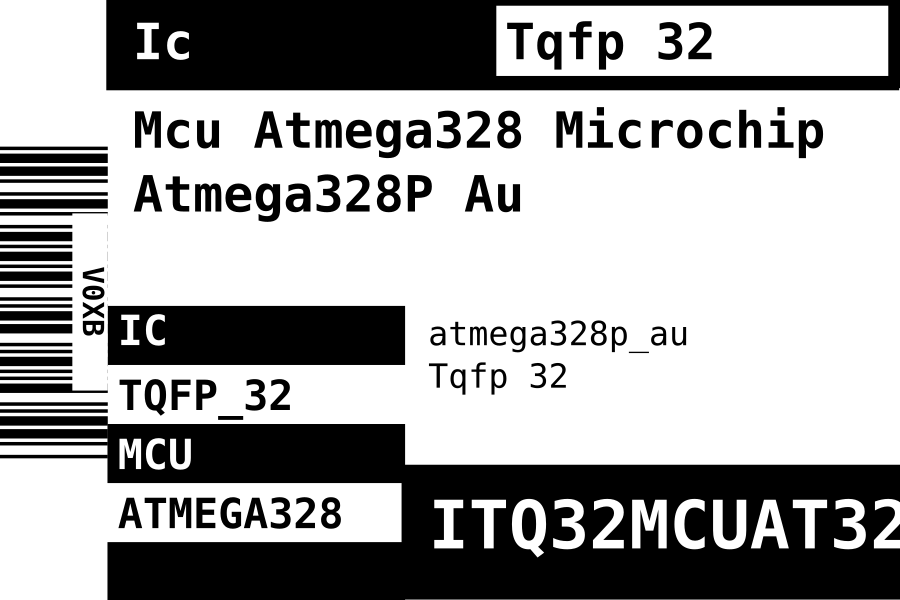 Ic
Tqfp 32
Mcu Atmega328 Microchip
Atmega328P Au
V0XB
IC
TQFP_32
MCU
ATMEGA328
atmega328p_au
Tqfp 32
ITQ32MCUAT32